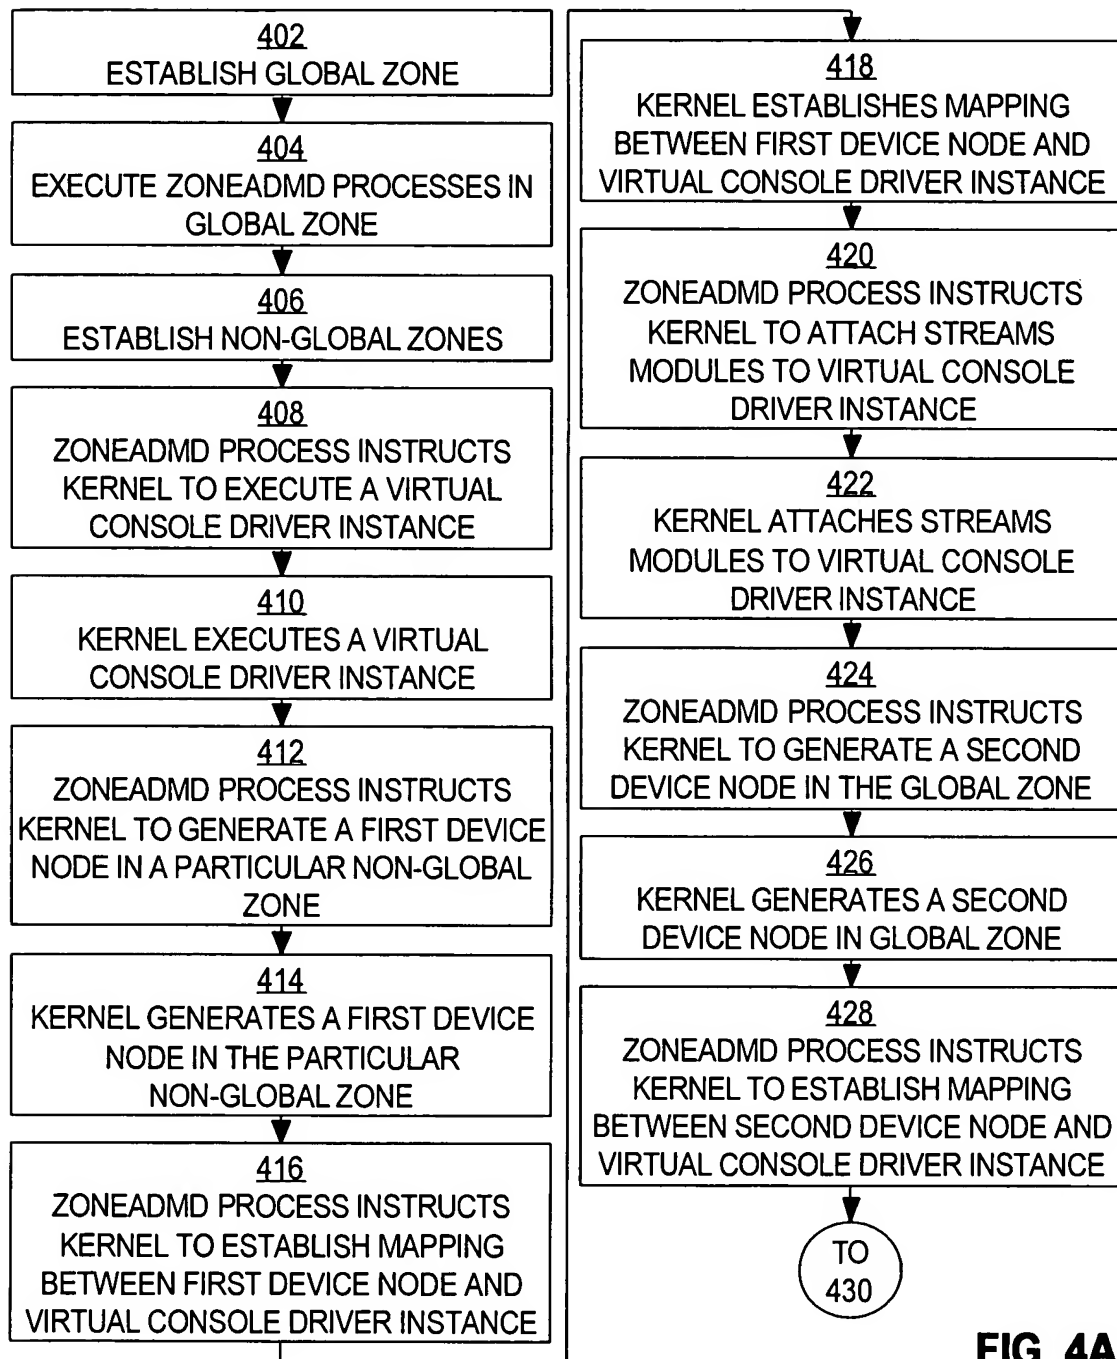 402
ESTABLISH GLOBAL ZONE
404
EXECUTE ZONEADMD PROCESSES IN
GLOBAL ZONE
406
ESTABLISH NON-GLOBAL ZONES
408
ZONEADMD PROCESS INSTRUCTS
KERNEL TO EXECUTE A VIRTUAL
CONSOLE DRIVER INSTANCE
410
KERNEL EXECUTES A VIRTUAL
CONSOLE DRIVER INSTANCE
412
ZONEADMD PROCESS INSTRUCTS
KERNEL TO GENERATE A FIRST DEVICE
NODE IN A PARTICULAR NON-GLOBAL
ZONE
414
KERNEL GENERATES A FIRST DEVICE
NODE IN THE PARTICULAR
NON-GLOBAL ZONE
416
ZONEADMD PROCESS INSTRUCTS
KERNEL TO ESTABLISH MAPPING
BETWEEN FIRST DEVICE NODE AND
VIRTUAL CONSOLE DRIVER INSTANCE
418
KERNEL ESTABLISHES MAPPING
BETWEEN FIRST DEVICE NODE AND
VIRTUAL CONSOLE DRIVER INSTANCE
420
ZONEADMD PROCESS INSTRUCTS
KERNEL TO ATTACH STREAMS
MODULES TO VIRTUAL CONSOLE
DRIVER INSTANCE
422
KERNEL ATTACHES STREAMS
MODULES TO VIRTUAL CONSOLE
DRIVER INSTANCE
424
ZONEADMD PROCESS INSTRUCTS
KERNEL TO GENERATE A SECOND
DEVICE NODE IN THE GLOBAL ZONE
426
KERNEL GENERATES A SECOND
DEVICE NODE IN GLOBAL ZONE
428
ZONEADMD PROCESS INSTRUCTS
KERNEL TO ESTABLISH MAPPING
BETWEEN SECOND DEVICE NODE AND
VIRTUAL CONSOLE DRIVER INSTANCE
TO
430
FIG. 4A